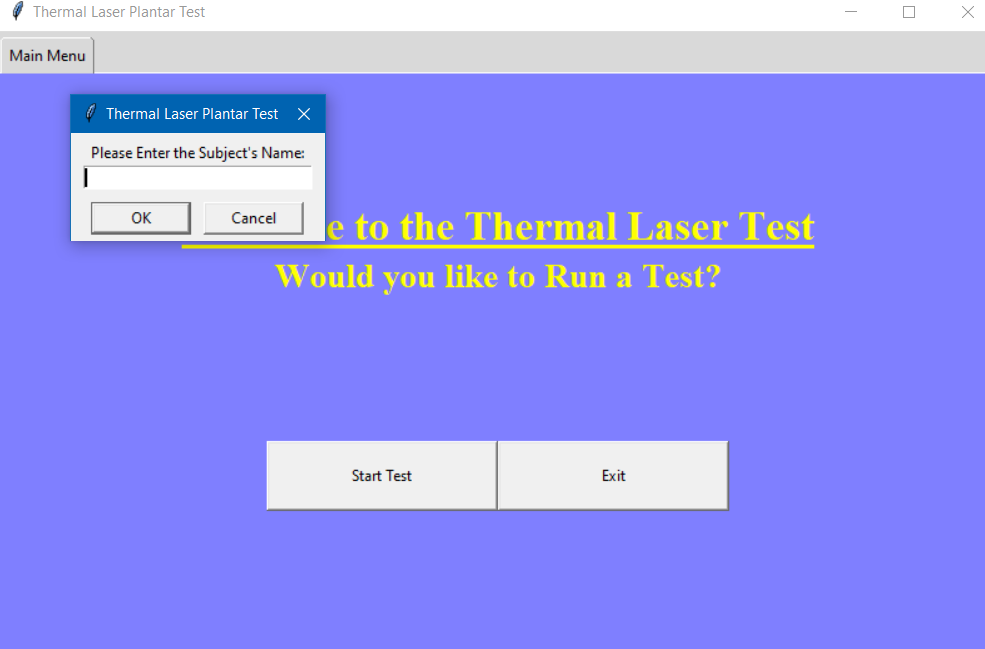 Thermal Laser Plantar Test
Main Menu
Thermal Laser Plantar Test
Please Enter the Subject's Name:
OK
Cancel
to the Thermal Laser Test
Would you like to Run a Test?
Start Test
Exit